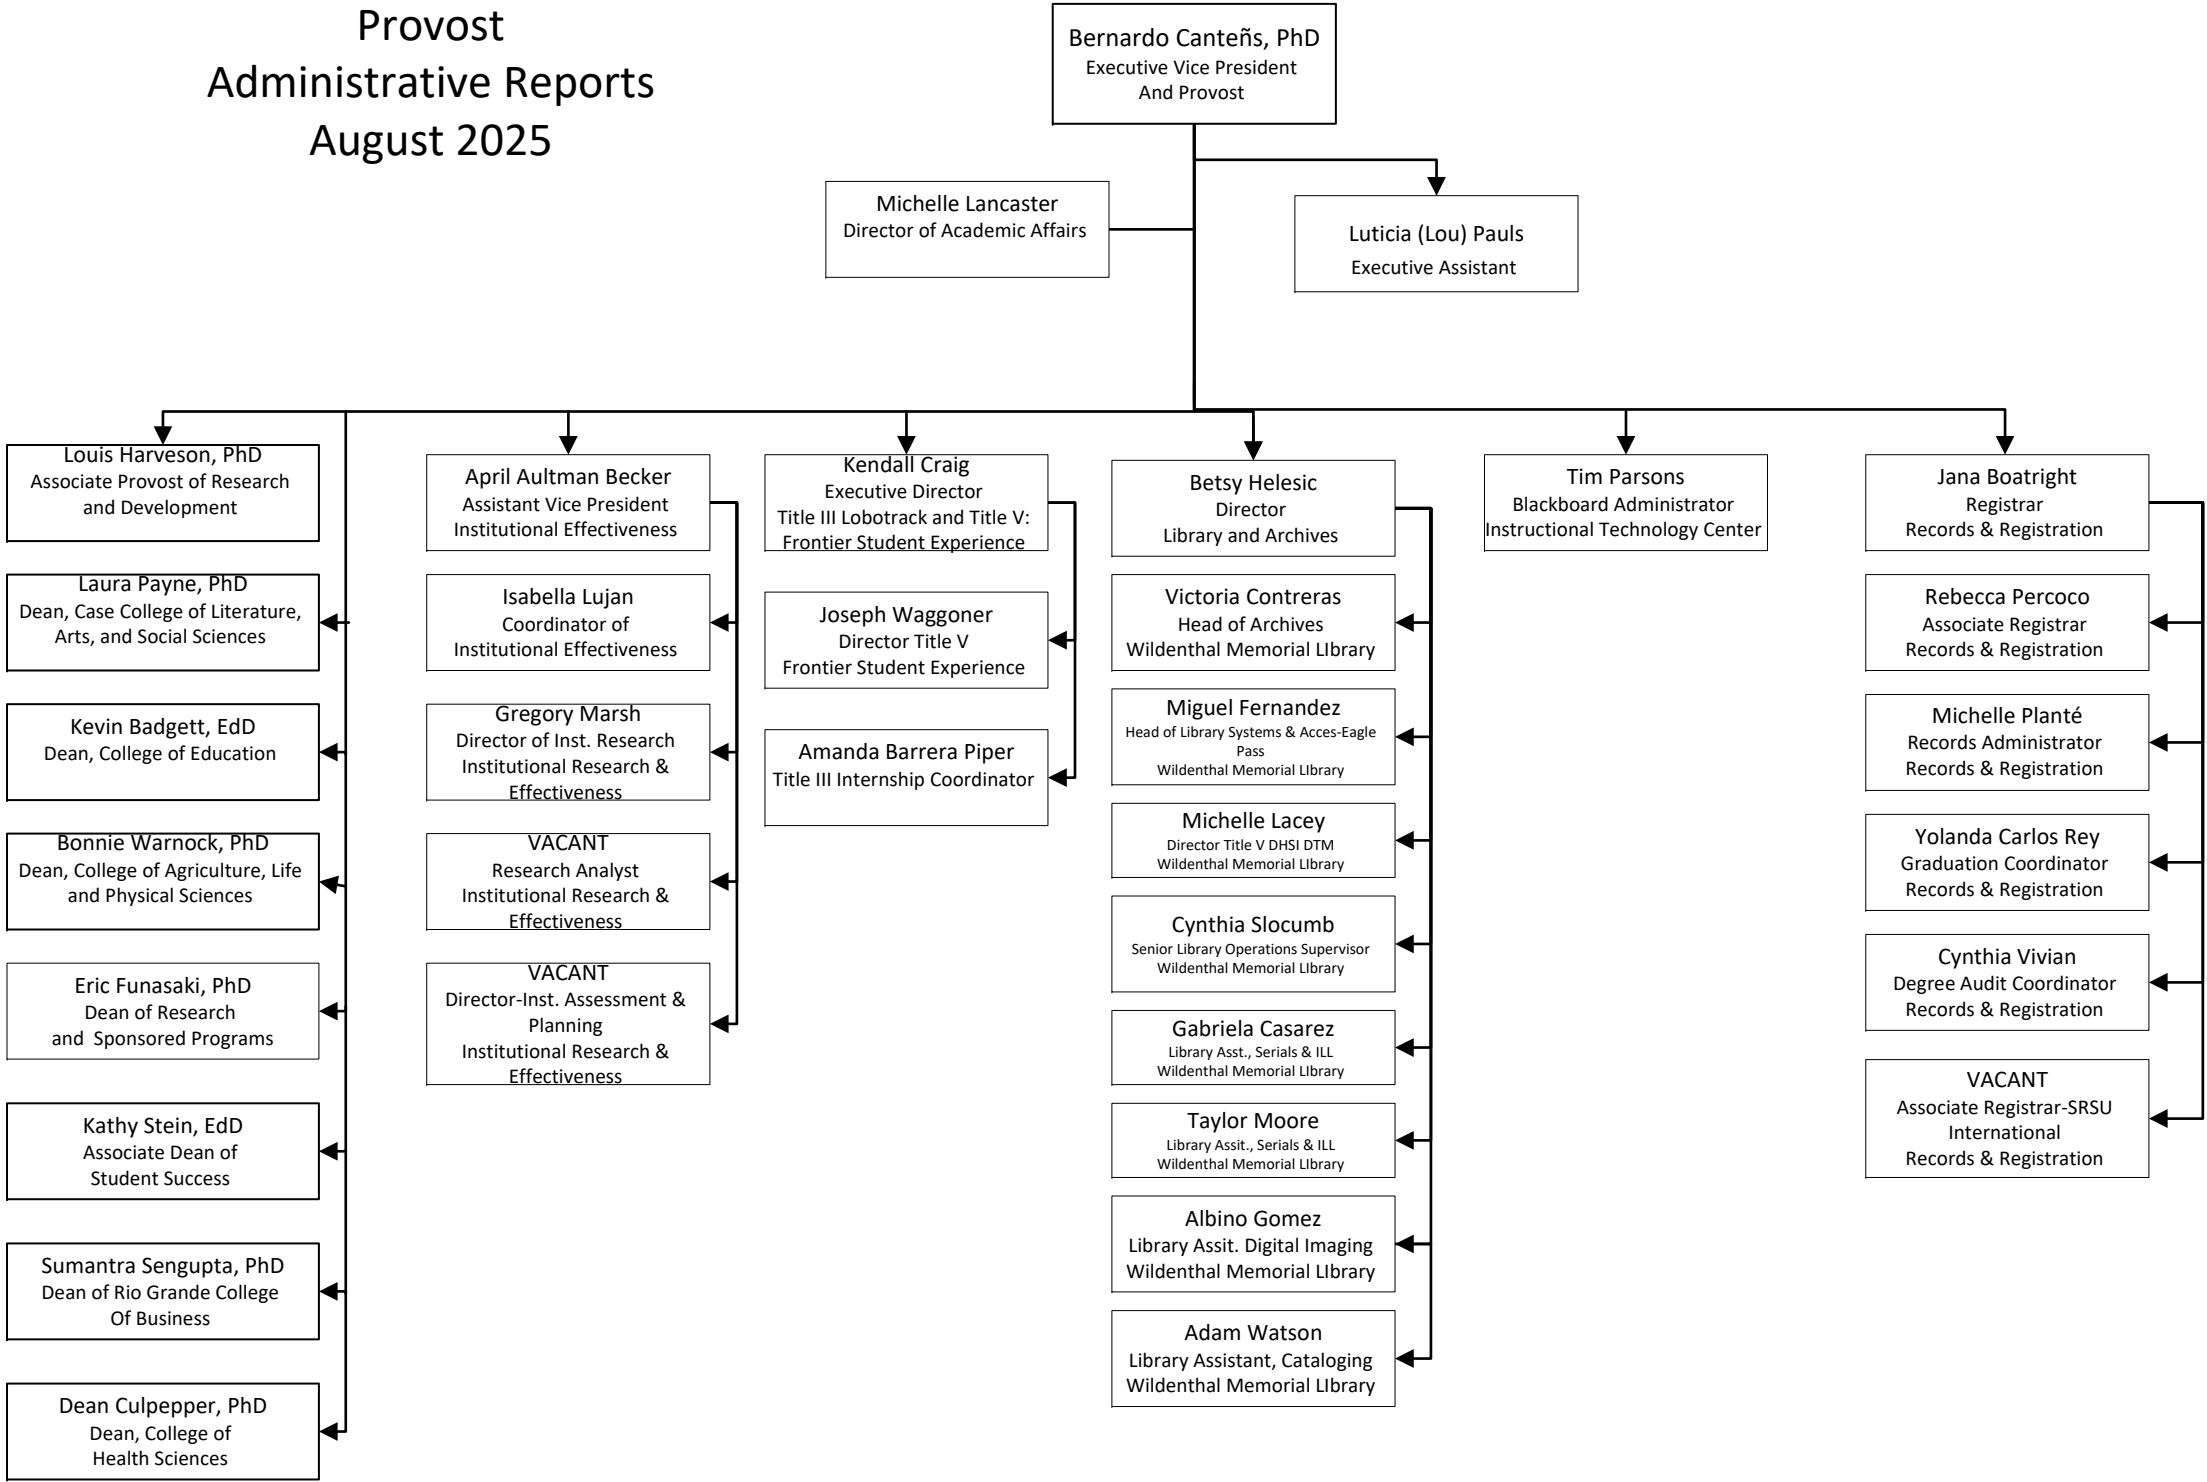 Provost
Administrative Reports
August 2025
Bernardo Canteñs, PhD
Executive Vice President
And Provost
Michelle Lancaster
Director of Academic Affairs
Luticia (Lou) Pauls
Executive Assistant
Louis Harveson, PhD
Associate Provost of Research
and Development
Laura Payne, PhD
Dean, Case College of Literature,
Arts, and Social Sciences
Kevin Badgett, EdD
Dean, College of Education
Bonnie Warnock, PhD
Dean, College of Agriculture, Life
and Physical Sciences
Eric Funasaki, PhD
Dean of Research
and  Sponsored Programs
Kathy Stein, EdD
Associate Dean of
Student Success
Sumantra Sengupta, PhD
Dean of Rio Grande College
Of Business
Dean Culpepper, PhD
Dean, College of
Health Sciences
April Aultman Becker
Assistant Vice President
Institutional Effectiveness
Isabella Lujan
Coordinator of
Institutional Effectiveness
Gregory Marsh
Director of Inst. Research
Institutional Research &
Effectiveness
VACANT
Research Analyst
Institutional Research &
Effectiveness
VACANT
Director-Inst. Assessment &
Planning
Institutional Research &
Effectiveness
Kendall Craig
Executive Director
Title III Lobotrack and Title V:
Frontier Student Experience
Joseph Waggoner
Director Title V
Frontier Student Experience
Amanda Barrera Piper
Title III Internship Coordinator
Betsy Helesic
Director
Library and Archives
Victoria Contreras
Head of Archives
Wildenthal Memorial LIbrary
Miguel Fernandez
Head of Library Systems & Acces-Eagle
Pass
Wildenthal Memorial LIbrary
Michelle Lacey
Director Title V DHSI DTM
Wildenthal Memorial LIbrary
Cynthia Slocumb
Senior Library Operations Supervisor
Wildenthal Memorial LIbrary
Gabriela Casarez
Library Asst., Serials & ILL
Wildenthal Memorial LIbrary
Taylor Moore
Library Assit., Serials & ILL
Wildenthal Memorial LIbrary
Albino Gomez
Library Assit. Digital Imaging
Wildenthal Memorial LIbrary
Adam Watson
Library Assistant, Cataloging
Wildenthal Memorial LIbrary
Tim Parsons
Blackboard Administrator
Instructional Technology Center
Jana Boatright
Registrar
Records & Registration
Rebecca Percoco
Associate Registrar
Records & Registration
Michelle Planté
Records Administrator
Records & Registration
Yolanda Carlos Rey
Graduation Coordinator
Records & Registration
Cynthia Vivian
Degree Audit Coordinator
Records & Registration
VACANT
Associate Registrar-SRSU
International
Records & Registration